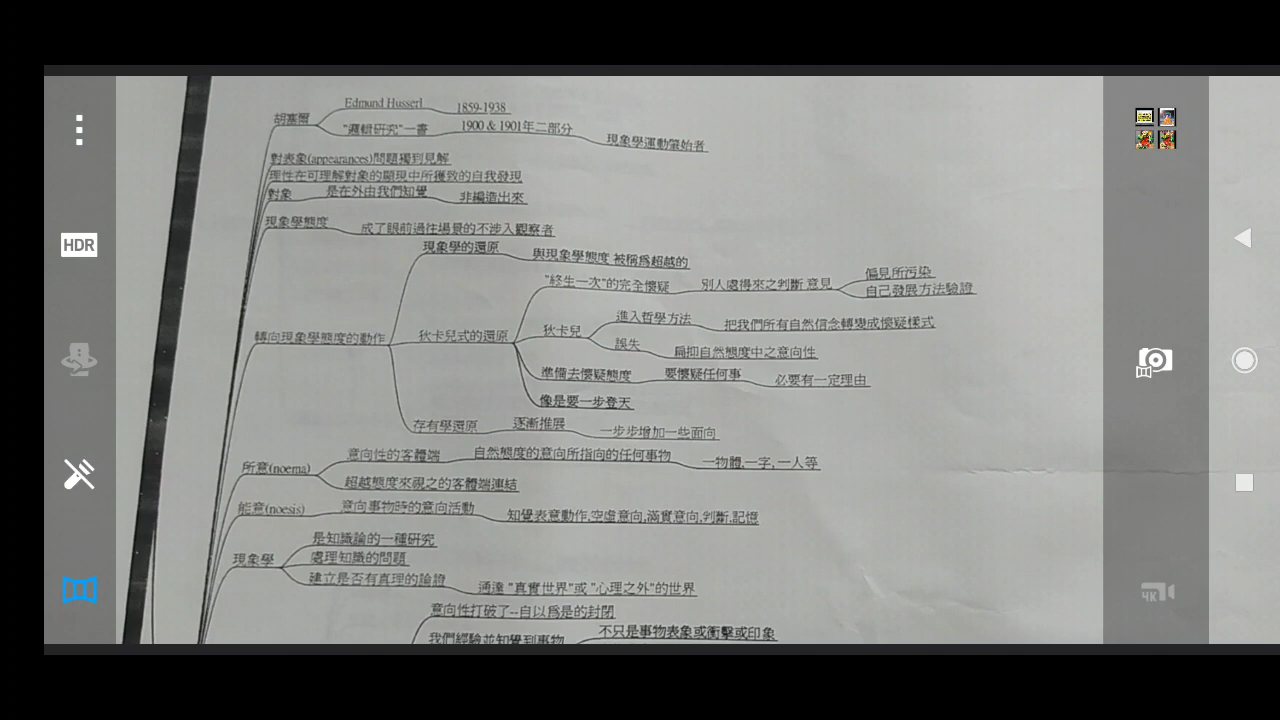 HDR
Edmund Husserl
1859-1938
胡塞爾
"邏輯研究"一書
1900 & 1901年二部分
現象學運動肇始者
對表象(appearances)問題獨到見解
理性在可理解對象的顯現中所獲致的自我發現
對象
是在外由我們知覺
非編造出來
現象學態度
成了眼前過往場景的不涉入觀察者
現象學的還原
與現象學態度 被稱爲超越的
"終生一次"的完全懷疑
別人處得來之判斷 意見
偏見所污染
自己發展方法驗證
轉向現象學態度的動作
狄卡兒式的還原
狄卡兒
進入哲學方法
把我們所有自然信念轉變成懷疑樣式
誤失
扁抑自然態度中之意向性
準備去懷疑態度
要懷疑任何事
必要有一定理由
像是要一步登天
存有學還原
逐漸推展
一步步增加一些面向
所意(noema)
意向性的客體端
自然態度的意向所指向的任何事物
一物體,一字, 一人等
超越態度來視之的客體端連結
能意(noesis)
意向事物時的意向活動
知覺表意動作,空虛意向,滿實意向,判斷,記憶
現象學
是知識論的一種研究
處理知識的問題
建立是否有真理的論證
通達 "真實世界"或 "心理之外"的世界
意向性打破了--自以爲是的封閉
我們經驗並知覺到事物
不只是事物表象或衝擊或印象
4K